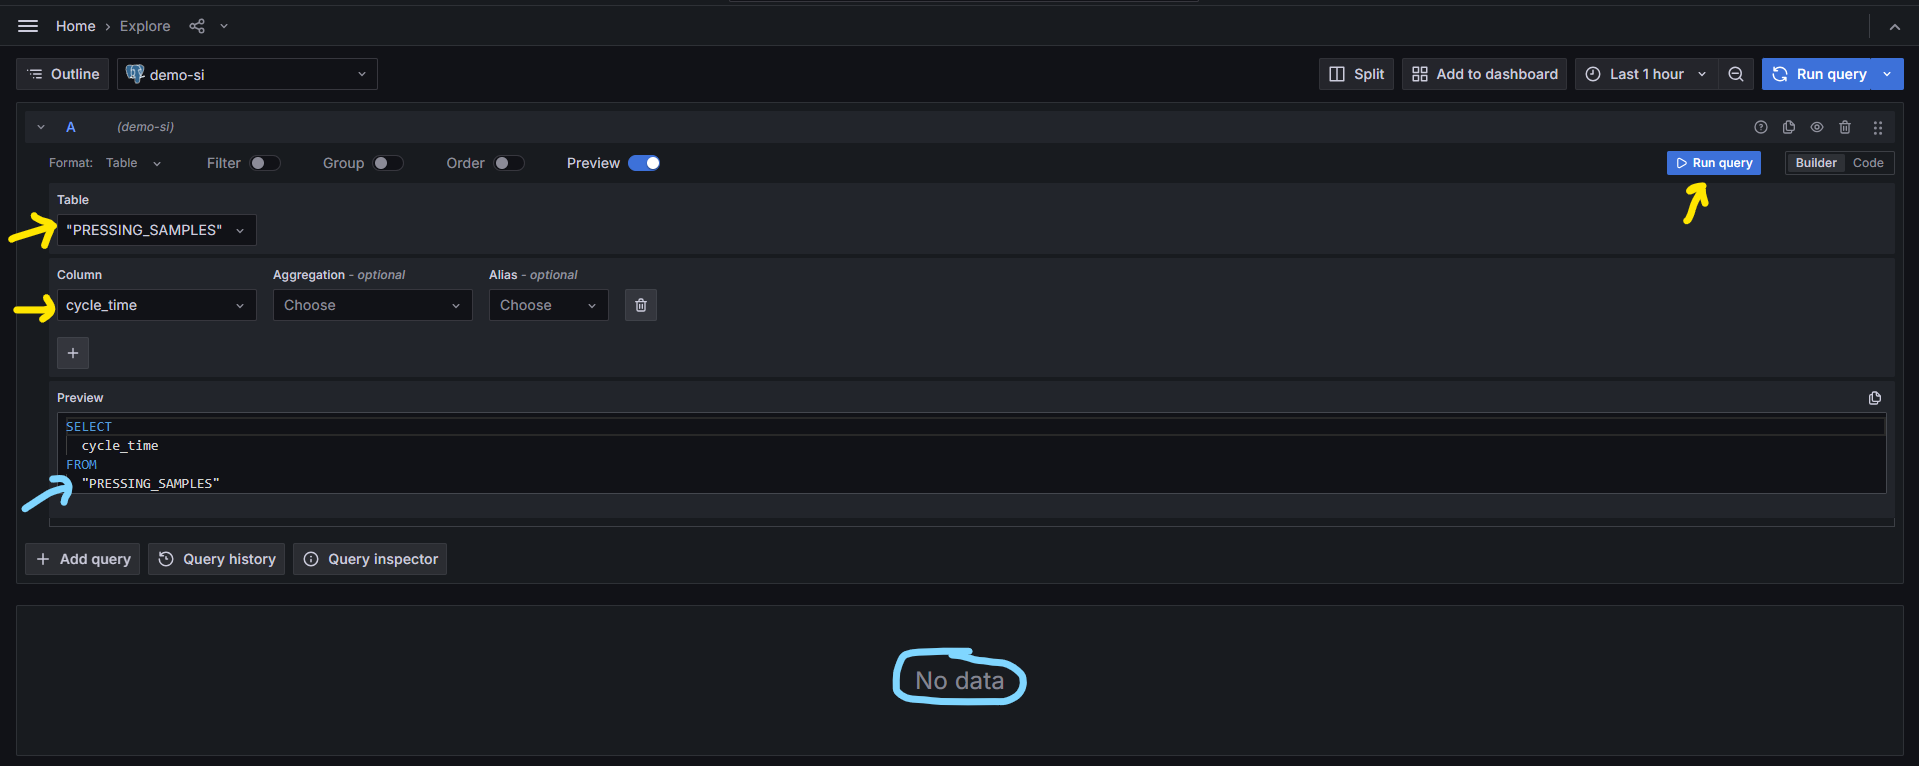 Home › Explore
Outline
demo-si
Split
Add to dashboard
Last 1 hour
Run query
A
(demo-si)
Format: Table
Filter
Group
Order
Preview
Run query
Builder
Code
Table
"PRESSING_SAMPLES"
Column
Aggregation - optional
Alias - optional
cycle_time
Choose
Choose
+
Preview
SELECT
cycle_time
FROM
"PRESSING_SAMPLES"
+ Add query
Query history
Query inspector
No data